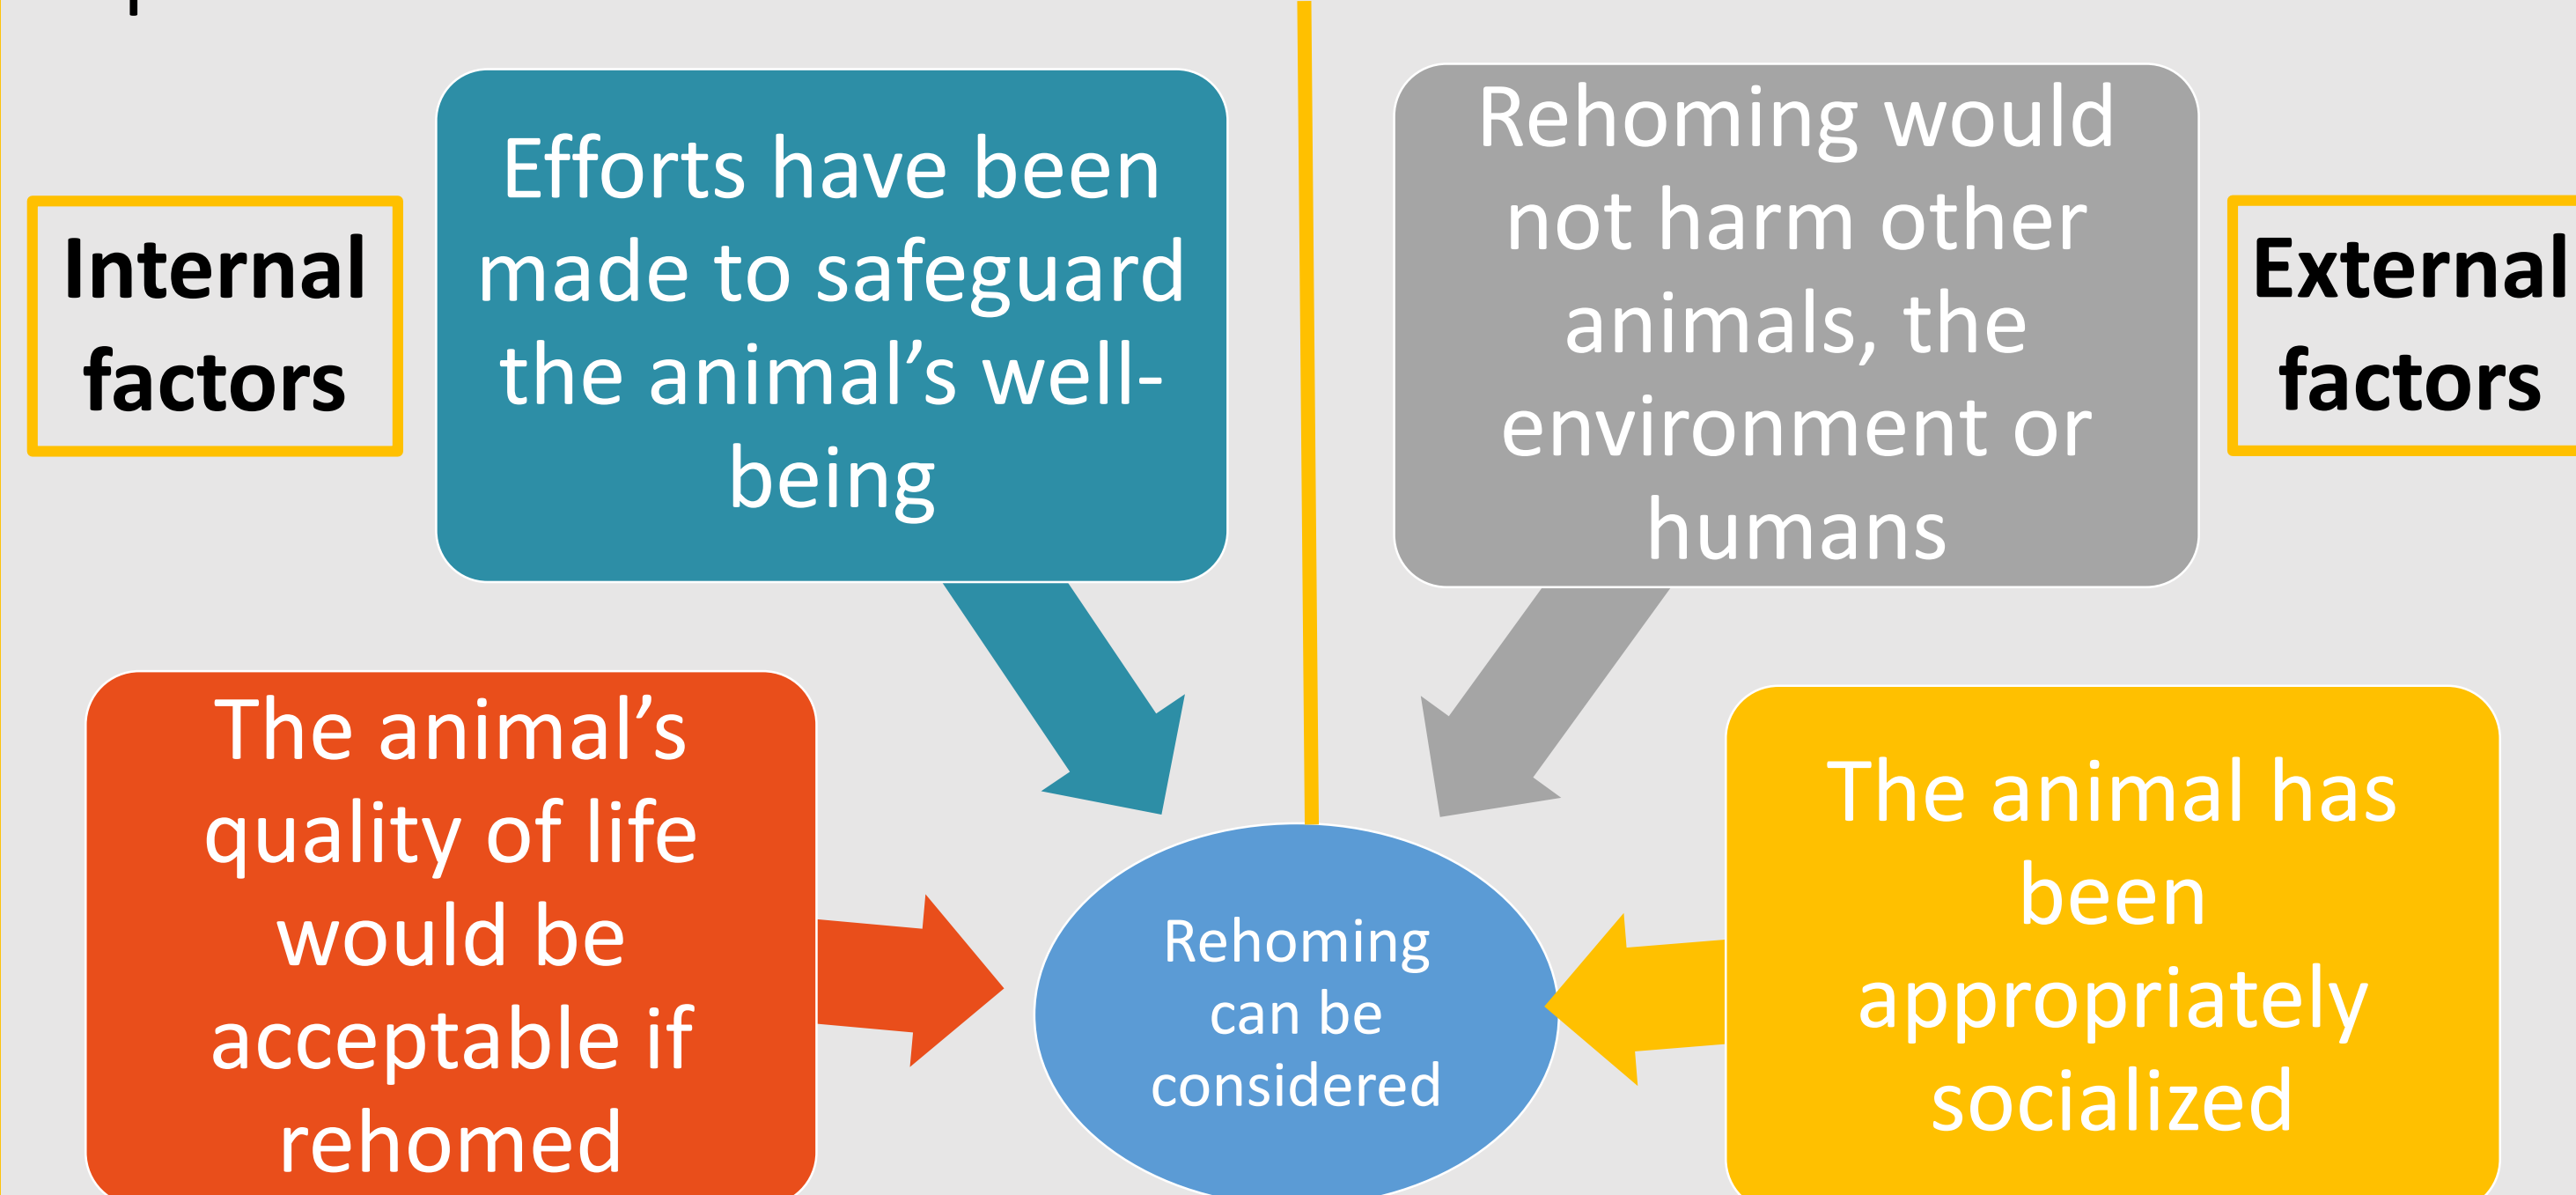 Internal
factors
Efforts have been
made to safeguard
the animal’s well-
being
Rehoming would
not harm other
animals, the
environment or
humans
External
factors
The animal’s
quality of life
would be
acceptable if
rehomed
Rehoming
can be
considered
The animal has
been
appropriately
socialized